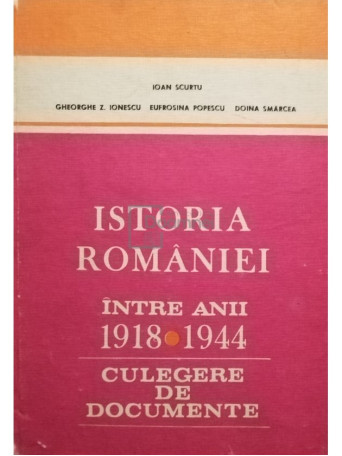 IOAN SCURTU
GHEORGHE Z. IONESCU EUFROSINA POPESCU DOINA SMÂRCEA
ISTORIA
ROMÂNIEI
ÎNTRE ANII
1918 • 1944
CULEGERE
DE
DOCUMENTE